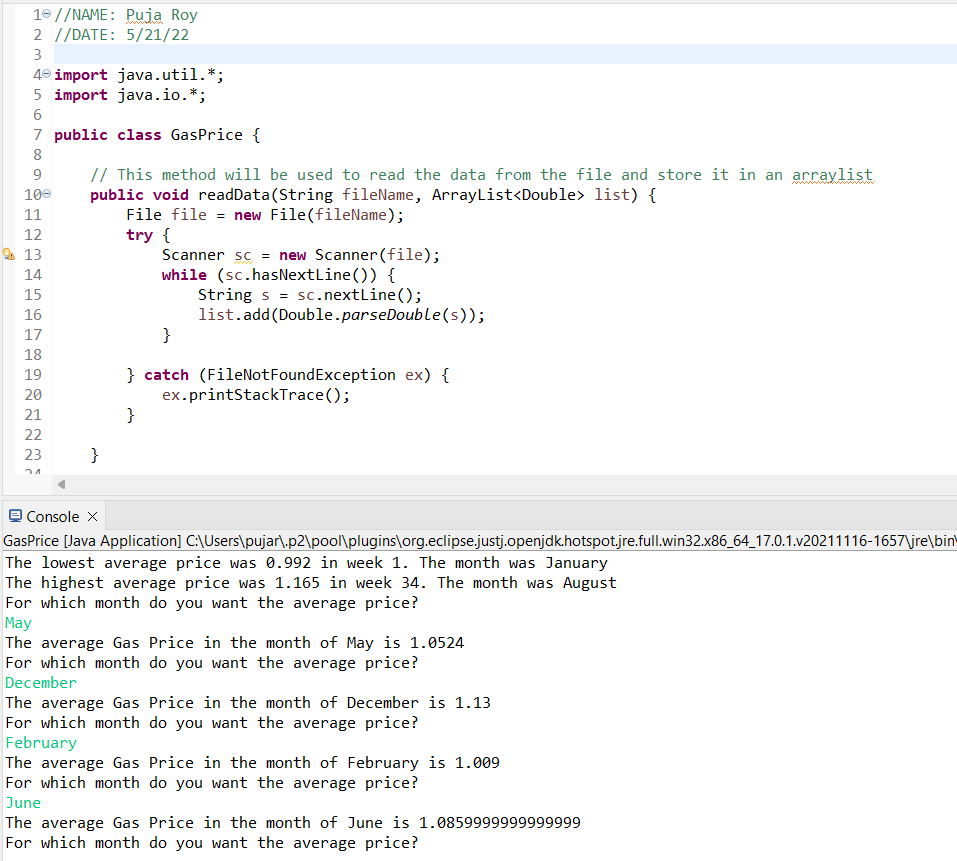 1 //NAME: Puja Roy
2 //DATE: 5/21/22
3
4 import java.util.*;
5 import java.io.*;
6
7 public class GasPrice {
8
9     // This method will be used to read the data from the file and store it in an arraylist
10     public void readData(String fileName, ArrayList<Double> list) {
11         File file = new File(fileName);
12         try {
13             Scanner sc = new Scanner(file);
14             while (sc.hasNextLine()) {
15                 String s = sc.nextLine();
16                 list.add(Double.parseDouble(s));
17             }
18
19         } catch (FileNotFoundException ex) {
20             ex.printStackTrace();
21         }
22
23     }
24
Console
GasPrice [Java Application] C:\Users\pujar\.p2\pool\plugins\org.eclipse.justj.openjdk.hotspot.jre.full.win32.x86_64_17.0.1.v20211116-1657\jre\bin\
The lowest average price was 0.992 in week 1. The month was January
The highest average price was 1.165 in week 34. The month was August
For which month do you want the average price?
May
The average Gas Price in the month of May is 1.0524
For which month do you want the average price?
December
The average Gas Price in the month of December is 1.13
For which month do you want the average price?
February
The average Gas Price in the month of February is 1.009
For which month do you want the average price?
June
The average Gas Price in the month of June is 1.0859999999999999
For which month do you want the average price?